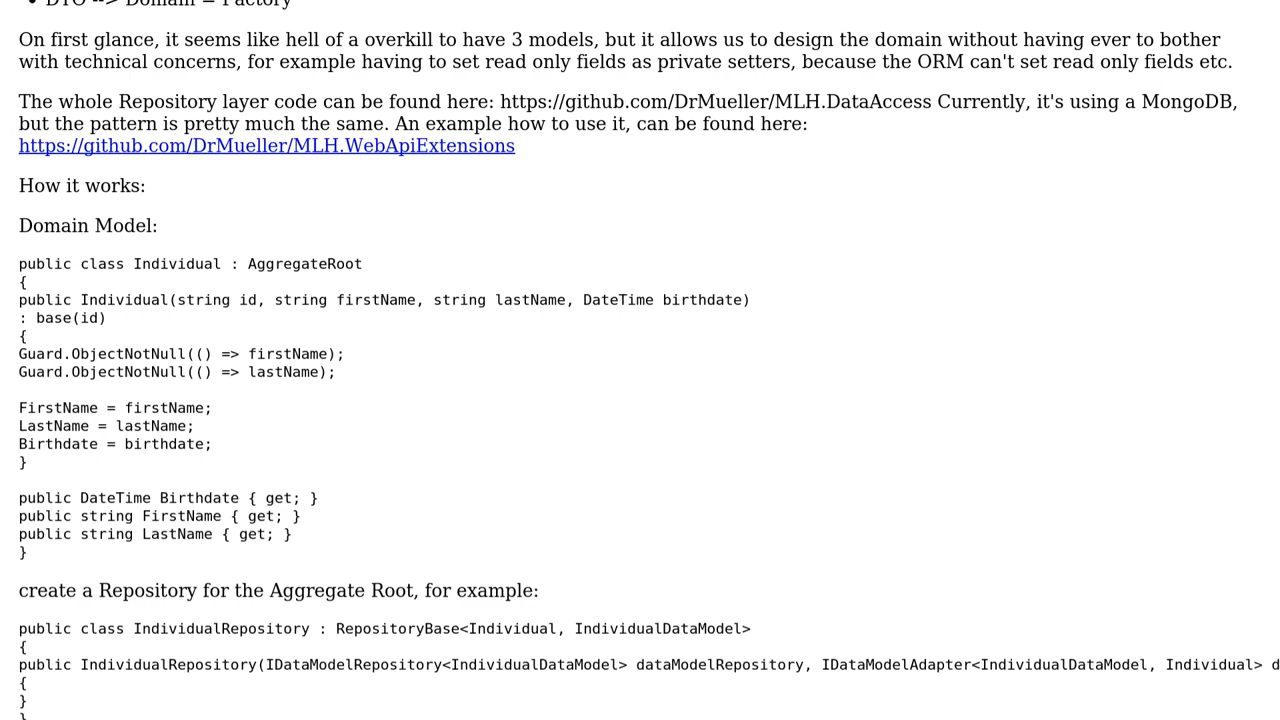 • DTO --> Domain = Factory
On first glance, it seems like hell of a overkill to have 3 models, but it allows us to design the domain without having ever to bother
with technical concerns, for example having to set read only fields as private setters, because the ORM can't set read only fields etc.
The whole Repository layer code can be found here: https://github.com/DrMueller/MLH.DataAccess Currently, it's using a MongoDB,
but the pattern is pretty much the same. An example how to use it, can be found here:
https://github.com/DrMueller/MLH.WebApiExtensions
How it works:
Domain Model:
public class Individual : AggregateRoot
{
public Individual(string id, string firstName, string lastName, DateTime birthdate)
: base(id)
{
Guard.ObjectNotNull(() => firstName);
Guard.ObjectNotNull(() => lastName);
FirstName = firstName;
LastName = lastName;
Birthdate = birthdate;
}
public DateTime Birthdate { get; }
public string FirstName { get; }
public string LastName { get; }
}
create a Repository for the Aggregate Root, for example:
public class IndividualRepository : RepositoryBase<Individual, IndividualDataModel>
{
public IndividualRepository(IDataModelRepository<IndividualDataModel> dataModelRepository, IDataModelAdapter<IndividualDataModel, Individual> d
{
}
}